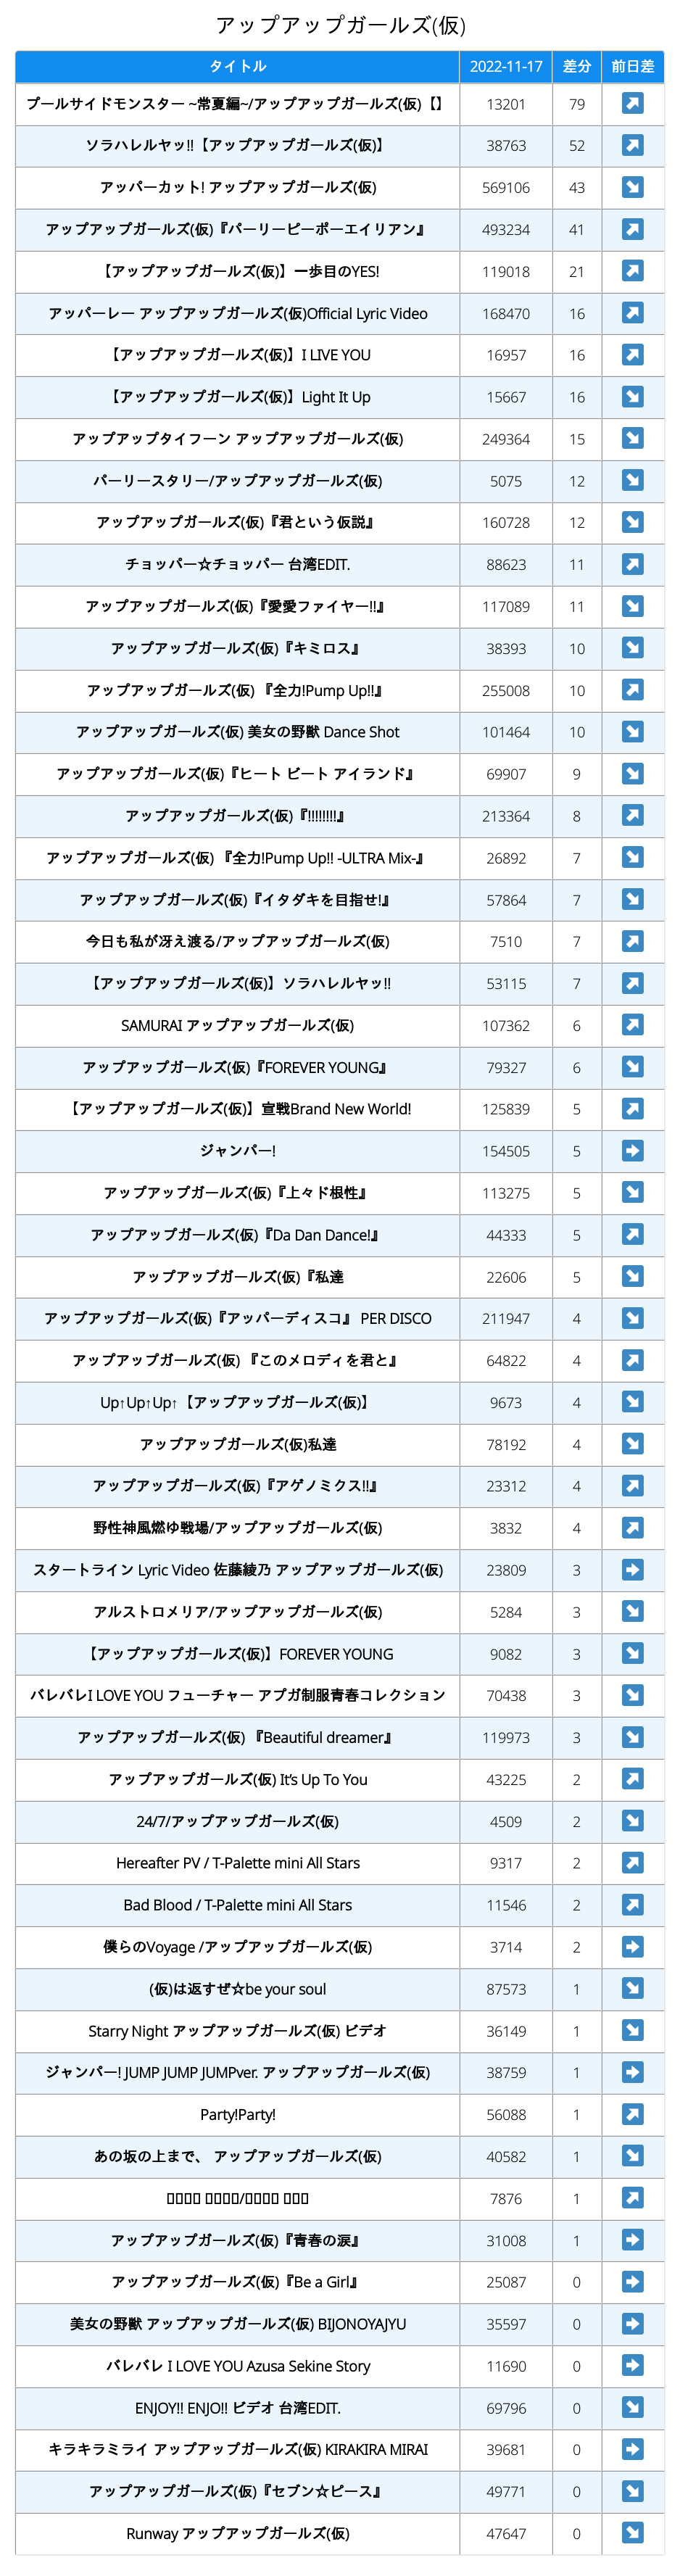 アップアップガールズ(仮)
タイトル 2022-11-17 差分 前日差
プールサイドモンスター ~常夏編~/アップアップガールズ(仮)【】 13201 79 ↗
ソラハレルヤッ!!【アップアップガールズ(仮)】 38763 52 ↗
アッパーカット! アップアップガールズ(仮) 569106 43 ↘
アップアップガールズ(仮)『パーリーピーポーエイリアン』 493234 41 ↗
【アップアップガールズ(仮)】一歩目のYES! 119018 21 ↗
アッパーレー アップアップガールズ(仮)Official Lyric Video 168470 16 ↗
【アップアップガールズ(仮)】I LIVE YOU 16957 16 ↗
【アップアップガールズ(仮)】Light It Up 15667 16 ↘
アップアップタイフーン アップアップガールズ(仮) 249364 15 ↘
パーリースタリー/アップアップガールズ(仮) 5075 12 ↘
アップアップガールズ(仮)『君という仮説』 160728 12 ↘
チョッパー☆チョッパー 台湾EDIT. 88623 11 ↗
アップアップガールズ(仮)『愛愛ファイヤー!!』 117089 11 ↘
アップアップガールズ(仮)『キミロス』 38393 10 ↘
アップアップガールズ(仮) 『全力!Pump Up!!』 255008 10 ↗
アップアップガールズ(仮) 美女の野獣 Dance Shot 101464 10 ↘
アップアップガールズ(仮)『ヒート ビート アイランド』 69907 9 ↘
アップアップガールズ(仮)『!!!!!!!!』 213364 8 ↗
アップアップガールズ(仮) 『全力!Pump Up!! -ULTRA Mix-』 26892 7 ↘
アップアップガールズ(仮)『イタダキを目指せ!』 57864 7 ↘
今日も私が冴え渡る/アップアップガールズ(仮) 7510 7 ↗
【アップアップガールズ(仮)】ソラハレルヤッ!! 53115 7 ↗
SAMURAI アップアップガールズ(仮) 107362 6 ↗
アップアップガールズ(仮)『FOREVER YOUNG』 79327 6 ↘
【アップアップガールズ(仮)】宣戦Brand New World! 125839 5 ↗
ジャンパー! 154505 5 ➡
アップアップガールズ(仮)『上々ド根性』 113275 5 ↘
アップアップガールズ(仮)『Da Dan Dance!』 44333 5 ↗
アップアップガールズ(仮)『私達 22606 5 ↘
アップアップガールズ(仮)『アッパーディスコ』 PER DISCO 211947 4 ↘
アップアップガールズ(仮) 『このメロディを君と』 64822 4 ↗
Up↑Up↑Up↑【アップアップガールズ(仮)】 9673 4 ↘
アップアップガールズ(仮)私達 78192 4 ↘
アップアップガールズ(仮)『アゲノミクス!!』 23312 4 ↗
野性神風燃ゆ戦場/アップアップガールズ(仮) 3832 4 ↗
スタートライン Lyric Video 佐藤綾乃 アップアップガールズ(仮) 23809 3 ➡
アルストロメリア/アップアップガールズ(仮) 5284 3 ↘
【アップアップガールズ(仮)】FOREVER YOUNG 9082 3 ↘
バレバレI LOVE YOU フューチャー アプガ制服青春コレクション 70438 3 ↘
アップアップガールズ(仮) 『Beautiful dreamer』 119973 3 ↘
アップアップガールズ(仮) It's Up To You 43225 2 ↗
24/7/アップアップガールズ(仮) 4509 2 ↘
Hereafter PV / T-Palette mini All Stars 9317 2 ↗
Bad Blood / T-Palette mini All Stars 11546 2 ↗
僕らのVoyage /アップアップガールズ(仮) 3714 2 ➡
(仮)は返すぜ☆be your soul 87573 1 ↘
Starry Night アップアップガールズ(仮) ビデオ 36149 1 ↘
ジャンパー! JUMP JUMP JUMPver. アップアップガールズ(仮) 38759 1 ➡
Party!Party! 56088 1 ↗
あの坂の上まで、 アップアップガールズ(仮) 40582 1 ↘
▯▯▯▯ ▯▯▯▯/▯▯▯▯ ▯▯▯ 7876 1 ↗
アップアップガールズ(仮)『青春の涙』 31008 1 ➡
アップアップガールズ(仮)『Be a Girl』 25087 0 ➡
美女の野獣 アップアップガールズ(仮) BIJONOYAJYU 35597 0 ➡
バレバレ I LOVE YOU Azusa Sekine Story 11690 0 ➡
ENJOY!! ENJO!! ビデオ 台湾EDIT. 69796 0 ↘
キラキラミライ アップアップガールズ(仮) KIRAKIRA MIRAI 39681 0 ➡
アップアップガールズ(仮)『セブン☆ピース』 49771 0 ↘
Runway アップアップガールズ(仮) 47647 0 ↘